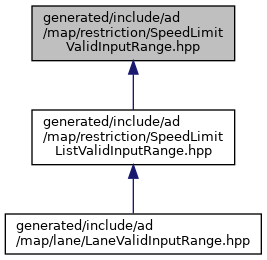 generated/include/ad
/map/restriction/SpeedLimit
ValidInputRange.hpp
generated/include/ad
/map/restriction/SpeedLimit
ListValidInputRange.hpp
generated/include/ad
/map/lane/LaneValidInputRange.hpp